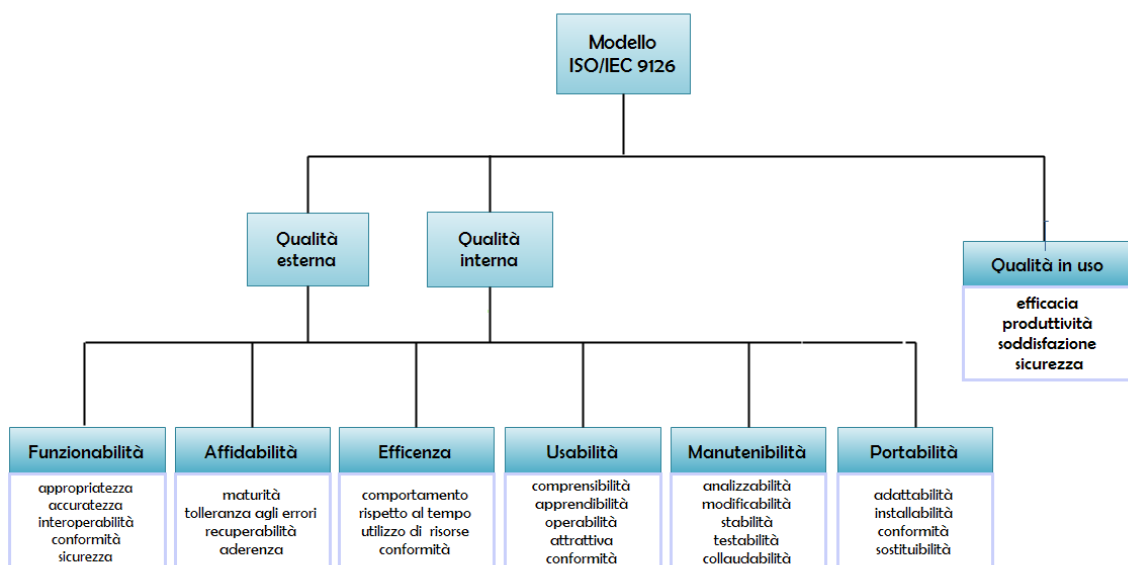 Modello
ISO/IEC 9126
Qualità
esterna
Qualità
interna
Qualità in uso
efficacia
produttività
soddisfazione
sicurezza
Funzionabilità
appropriatezza
accuratezza
interoperabilità
conformità
sicurezza
Affidabilità
maturità
tolleranza agli errori
recuperabilità
aderenza
Efficenza
comportamento
rispetto al tempo
utilizzo di risorse
conformità
Usabilità
comprensibilità
apprendibilità
operabilità
attrattiva
conformità
Manutenibilità
analizzabilità
modificabilità
stabilità
testabilità
collaudabilità
Portabilità
adattabilità
installabilità
conformità
sostituibilità